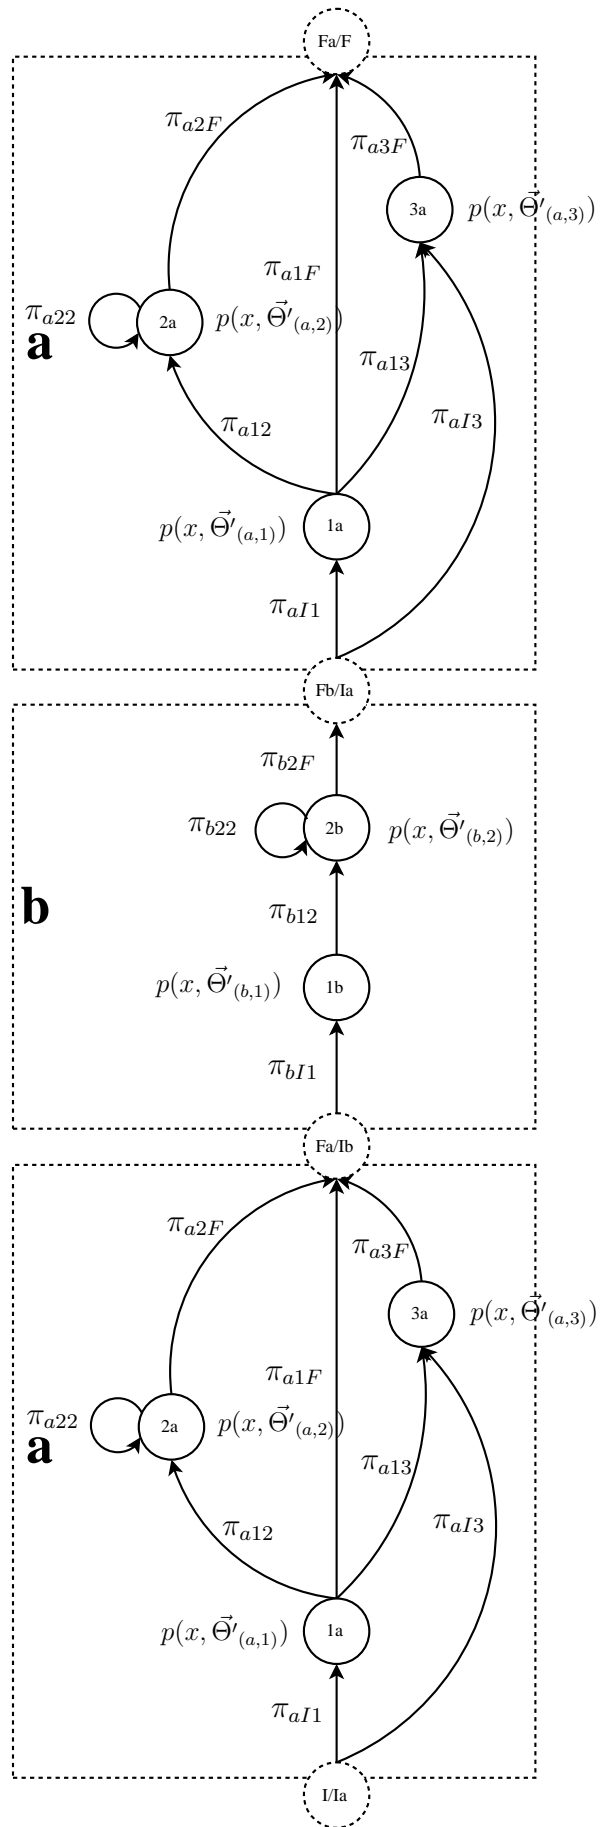 Fa/F
π_{a2F}
π_{a3F}
3a p(x, Θ⃗′_{(a,3)})
π_{a1F}
π_{a22} 2a p(x, Θ⃗′_{(a,2)})
a
π_{a13}
π_{a12} π_{aI3}
p(x, Θ⃗′_{(a,1)}) 1a
π_{aI1}
Fb/Ia
π_{b2F}
π_{b22} 2b p(x, Θ⃗′_{(b,2)})
b
π_{b12}
p(x, Θ⃗′_{(b,1)}) 1b
π_{bI1}
Fa/Ib
π_{a2F}
π_{a3F}
3a p(x, Θ⃗′_{(a,3)})
π_{a1F}
π_{a22} 2a p(x, Θ⃗′_{(a,2)})
a
π_{a13}
π_{a12} π_{aI3}
p(x, Θ⃗′_{(a,1)}) 1a
π_{aI1}
I/Ia